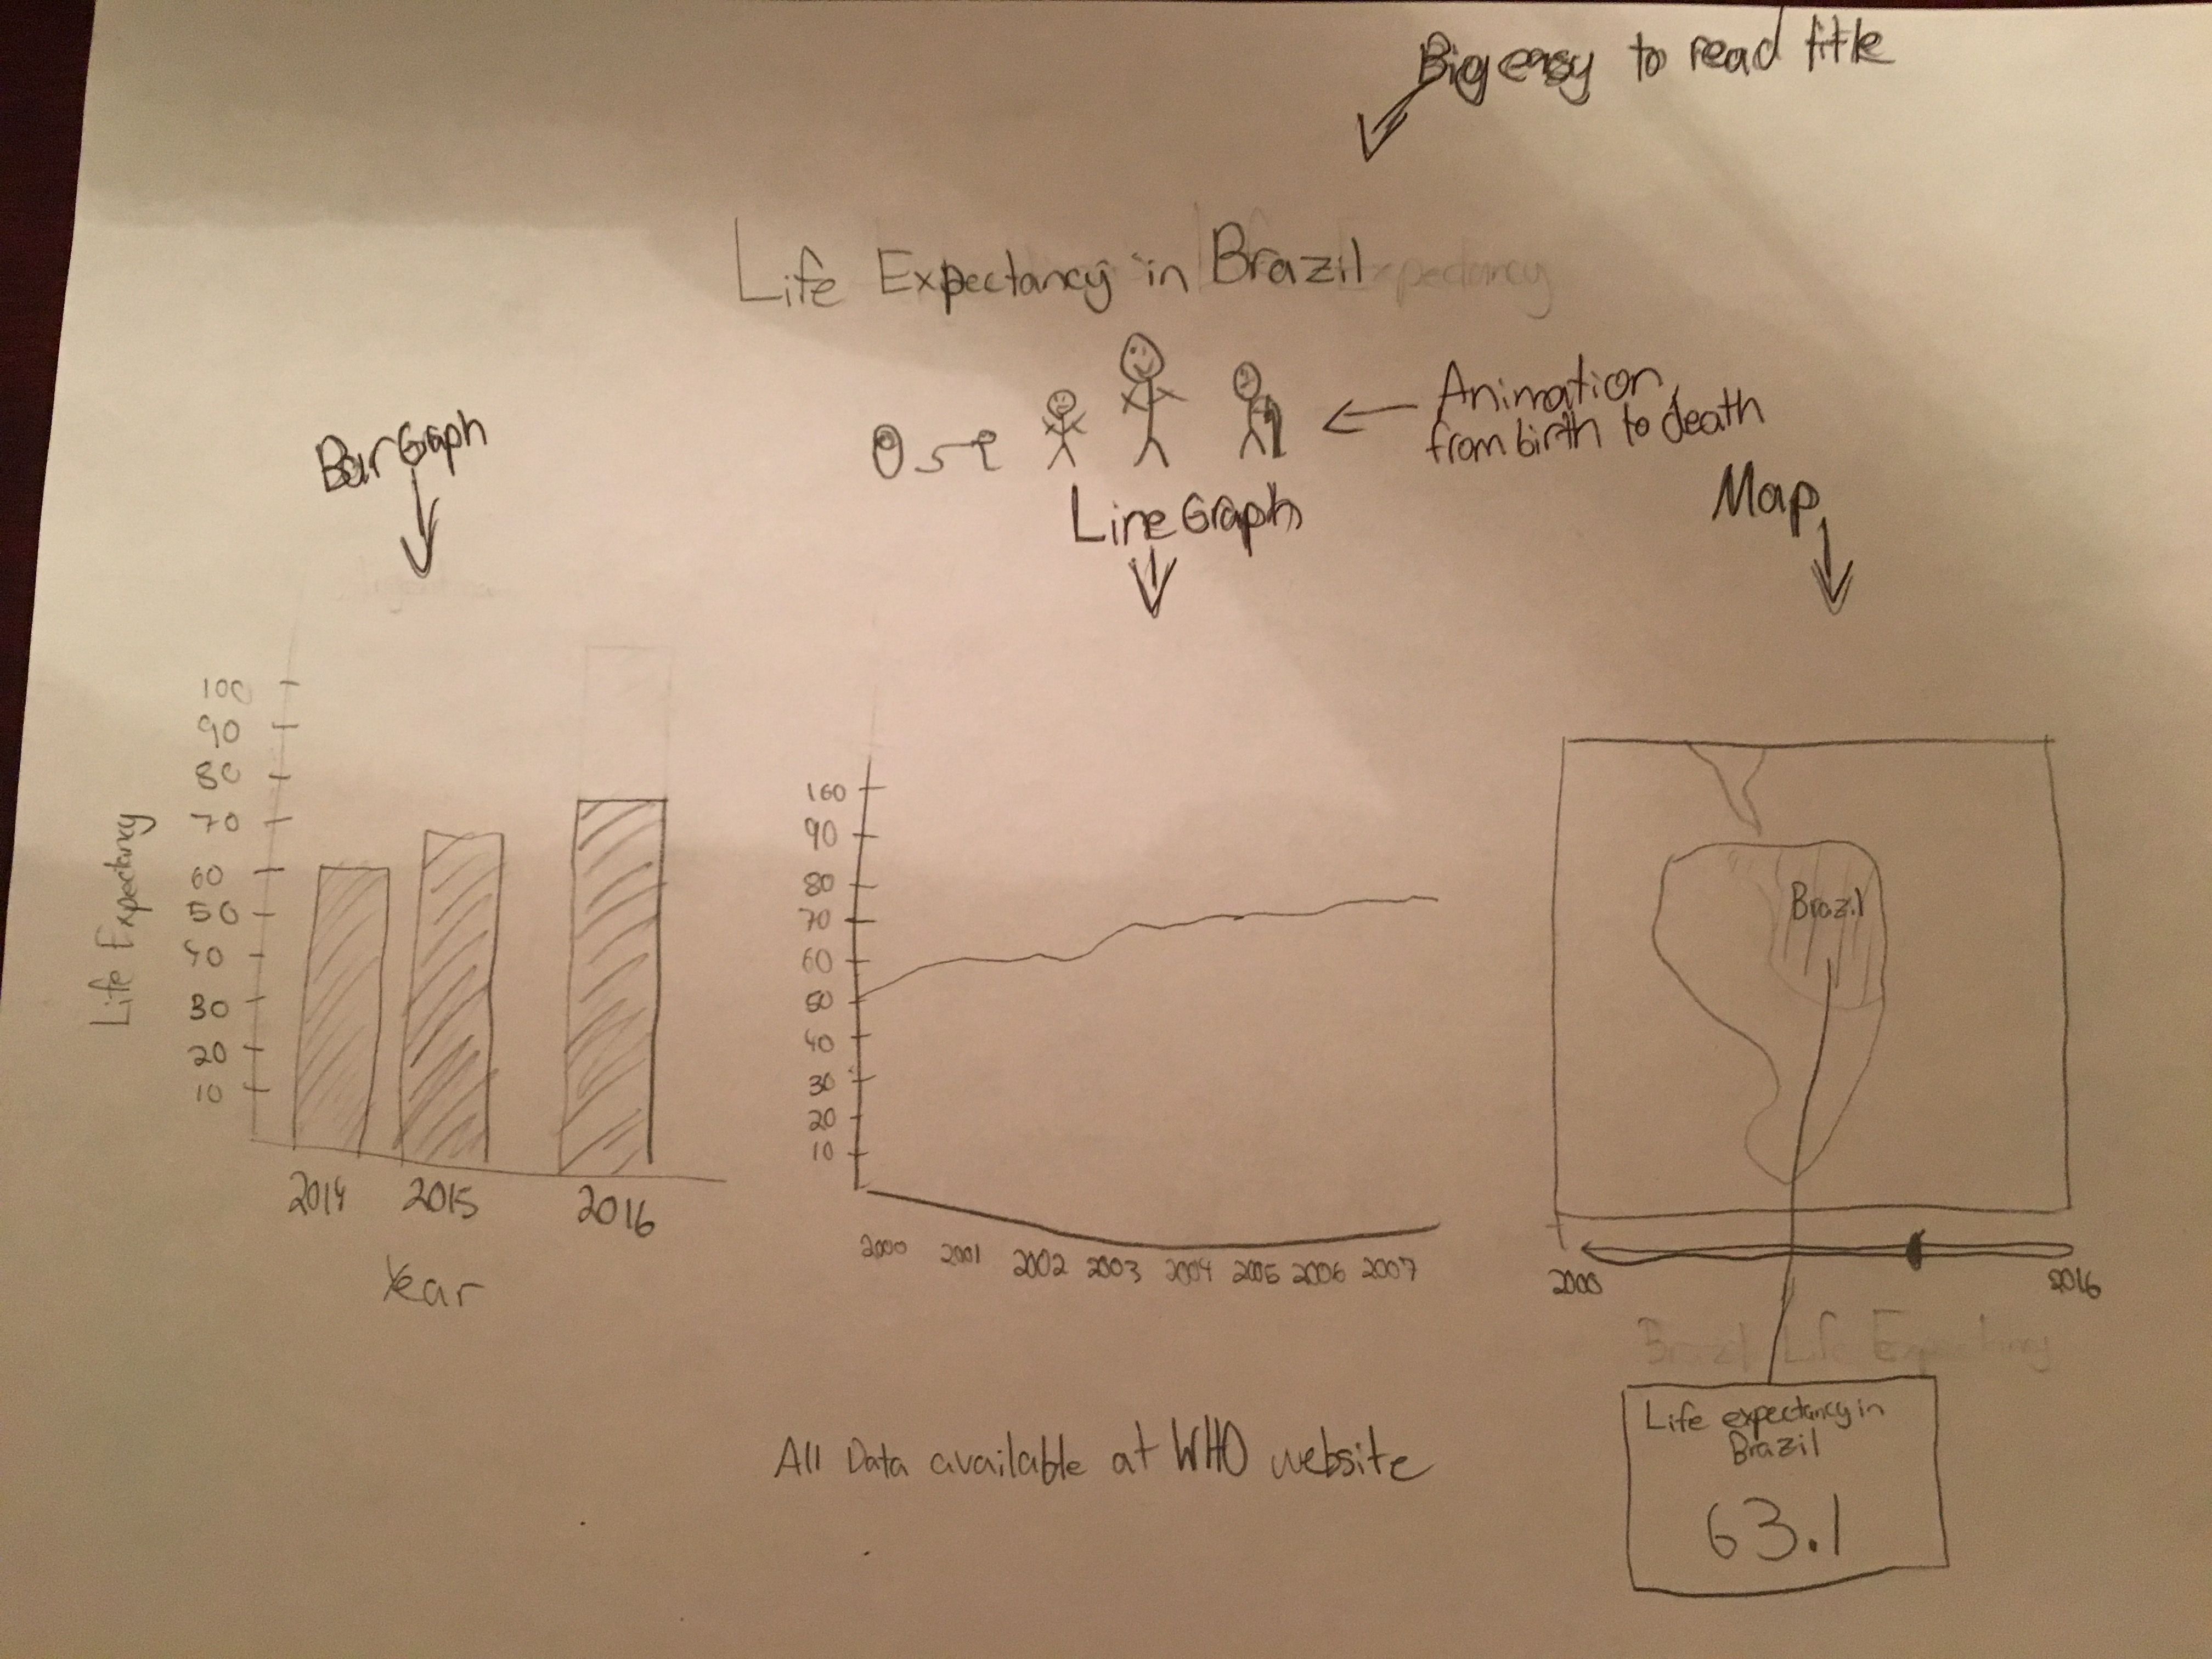 Big easy to read title
Life Expectancy in Brazil
Animation
from birth to death
Bar Graph
Line Graph
Map
100
90
80
70
60
50
40
30
20
10
Life Expectancy
2014 2015 2016
Year
100
90
80
70
60
50
40
30
20
10
2000 2001 2002 2003 2004 2005 2006 2007
Brazil
2000 2016
Life expectancy in
Brazil
63.1
All Data available at WHO website